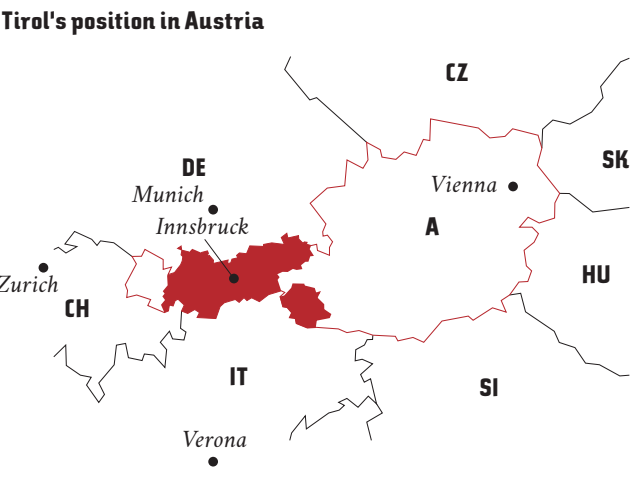 Tirol's position in Austria
CZ
SK
DE
Munich
Vienna
Innsbruck
A
Zurich
HU
CH
IT
SI
Verona